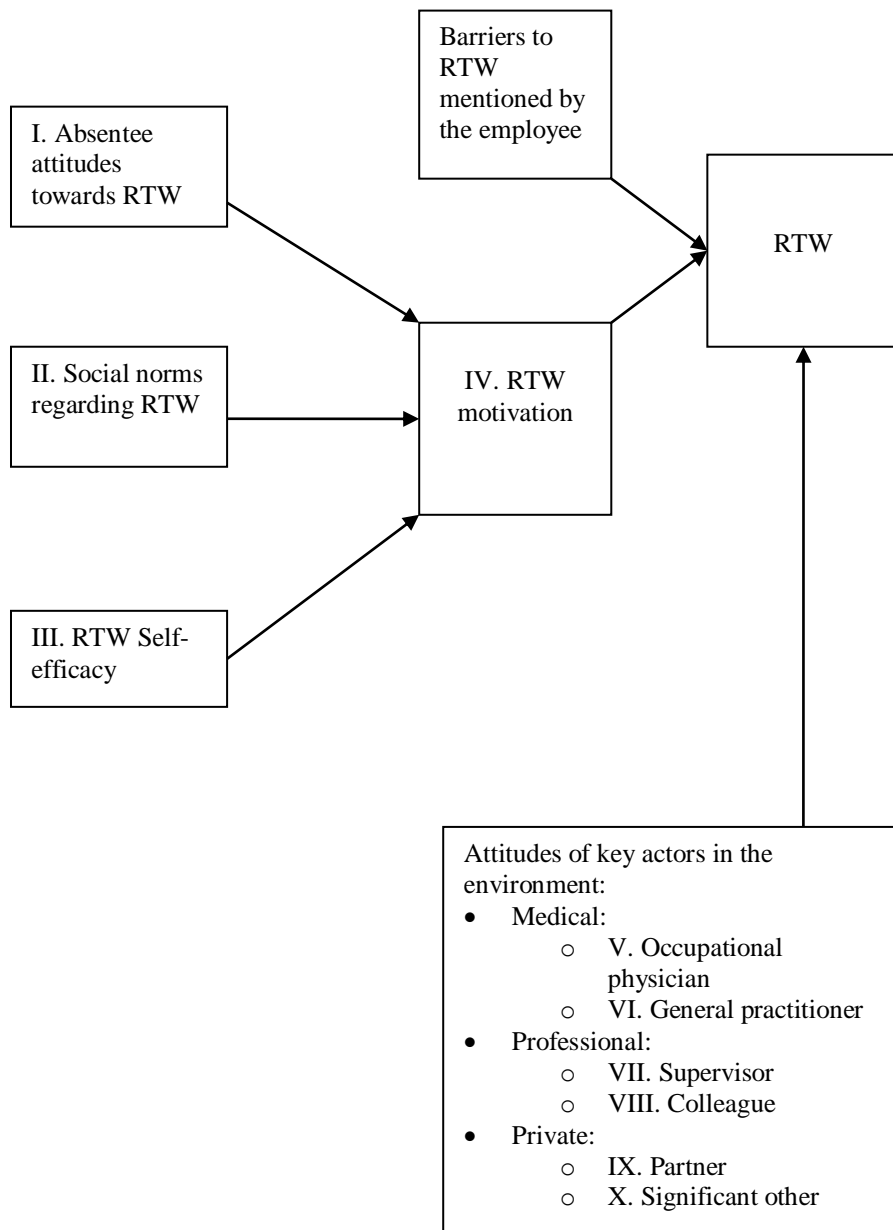 Barriers to
RTW
mentioned by
the employee
I. Absentee
attitudes
towards RTW
RTW
II. Social norms
regarding RTW
IV. RTW
motivation
III. RTW Self-
efficacy
Attitudes of key actors in the
environment:
• Medical:
o V. Occupational
physician
o VI. General practitioner
• Professional:
o VII. Supervisor
o VIII. Colleague
• Private:
o IX. Partner
o X. Significant other